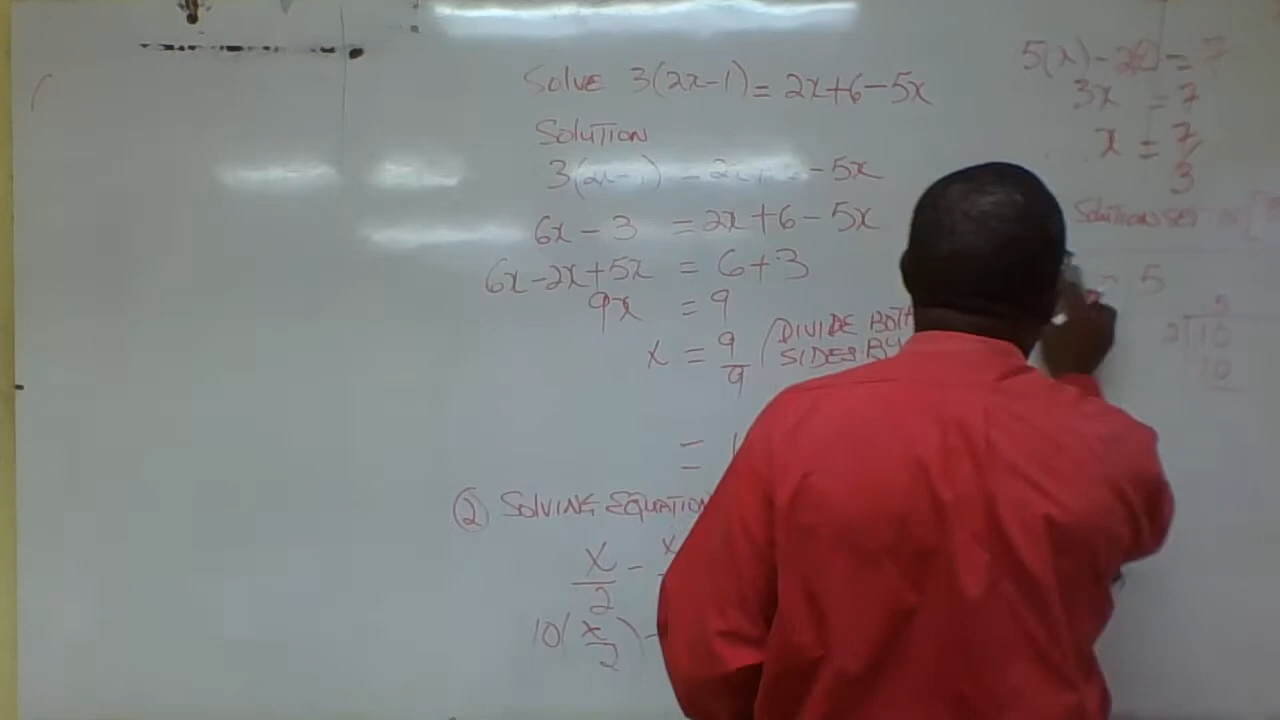 Solve 3(2x-1) = 2x+6-5x
Solution
3(2x-1) = 2x+6-5x
6x - 3 = 2x+6-5x
6x-2x+5x = 6+3
9x = 9
x = 9/9 (DIVIDE BOTH
SIDES BY
= 1
② SOLVING EQUATION
x/2 - x
10(x/2) -
5(x) - 2() = 7
3x = 7
x = 7/3
Solution set
= 5
5
2 10
10